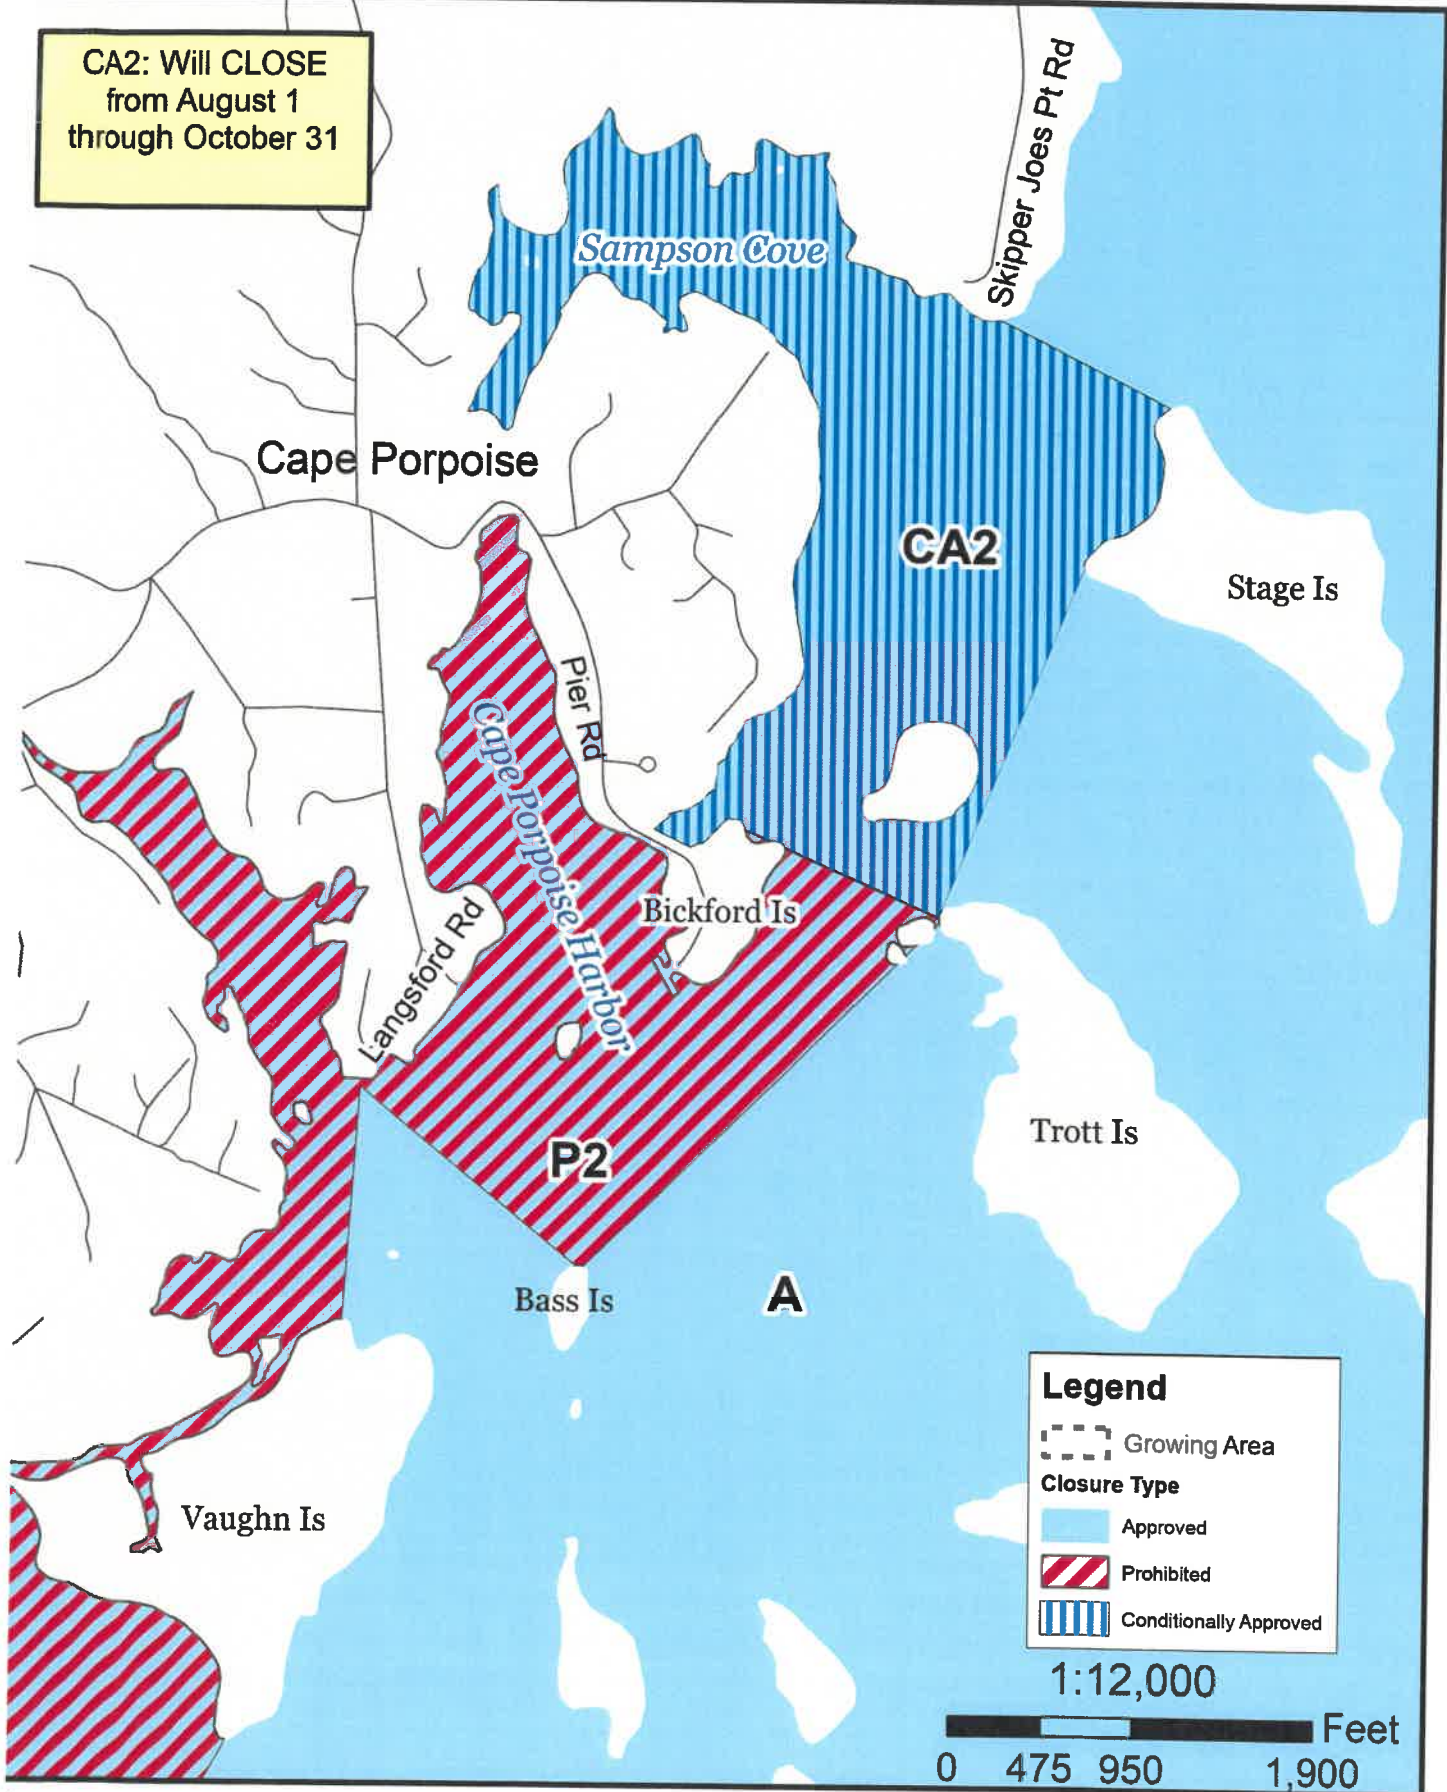 CA2: Will CLOSE
from August 1
through October 31
Skipper Joes Pt Rd
Sampson Cove
Cape Porpoise
CA2
Stage Is
Pier Rd
Cape Porpoise Harbor
Bickford Is
Langsford Rd
Trott Is
P2
Bass Is
A
Vaughn Is
Legend
Growing Area
Closure Type
Approved
Prohibited
Conditionally Approved
1:12,000
Feet
0 475 950 1,900